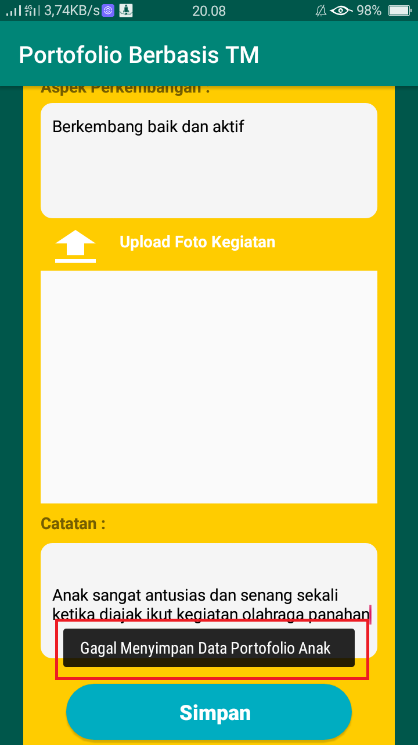 3,74KB/s
20.08
98%
Portofolio Berbasis TM
Aspek Perkembangan :
Berkembang baik dan aktif
Upload Foto Kegiatan
Catatan :
Anak sangat antusias dan senang sekali
ketika diajak ikut kegiatan olahraga panahan
Gagal Menyimpan Data Portofolio Anak
Simpan